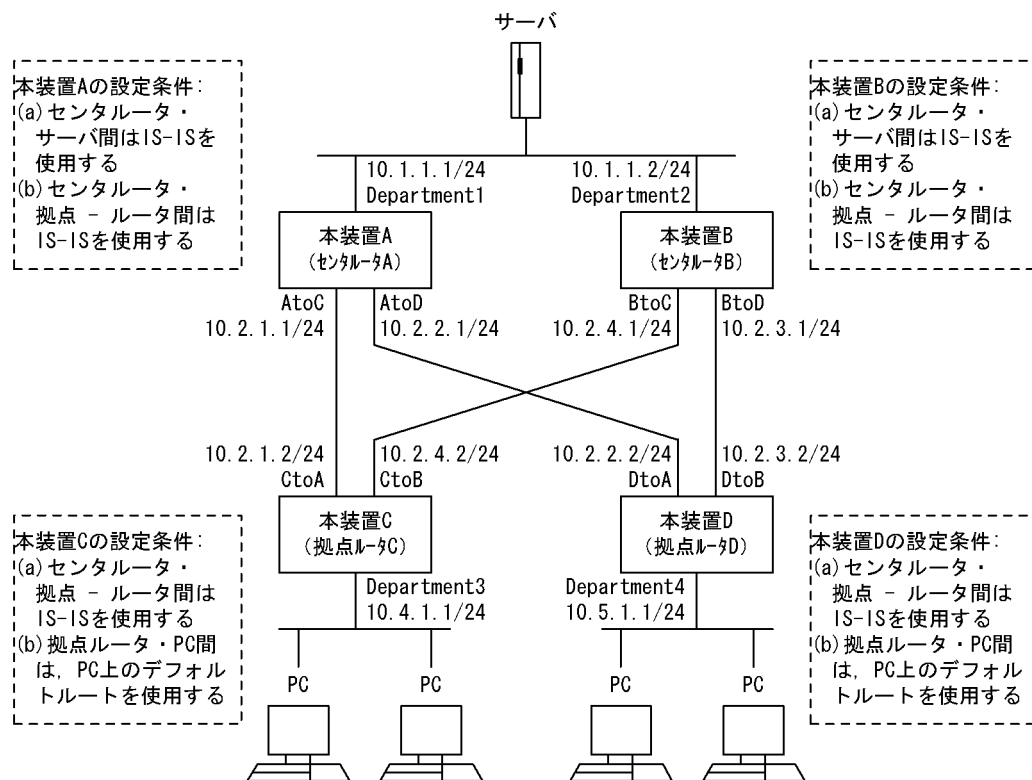 サーバ
本装置Aの設定条件:
(a)センタルータ・
サーバ間はIS-ISを
使用する
(b)センタルータ・
拠点 - ルータ間は
IS-ISを使用する
本装置Bの設定条件:
(a)センタルータ・
サーバ間はIS-ISを
使用する
(b)センタルータ・
拠点 - ルータ間は
IS-ISを使用する
10.1.1.1/24
Department1
10.1.1.2/24
Department2
本装置A
(センタルータA)
本装置B
(センタルータB)
AtoC
AtoD
BtoC
BtoD
10.2.1.1/24
10.2.2.1/24
10.2.4.1/24
10.2.3.1/24
10.2.1.2/24
10.2.4.2/24
10.2.2.2/24
10.2.3.2/24
CtoA
CtoB
DtoA
DtoB
本装置C
(拠点ルータC)
本装置D
(拠点ルータD)
本装置Cの設定条件:
(a)センタルータ・
拠点 - ルータ間は
IS-ISを使用する
(b)拠点ルータ・PC間
は, PC上のデフォル
トルートを使用する
本装置Dの設定条件:
(a)センタルータ・
拠点 - ルータ間は
IS-ISを使用する
(b)拠点ルータ・PC間
は, PC上のデフォル
トルートを使用する
Department3
10.4.1.1/24
Department4
10.5.1.1/24
PC
PC
PC
PC